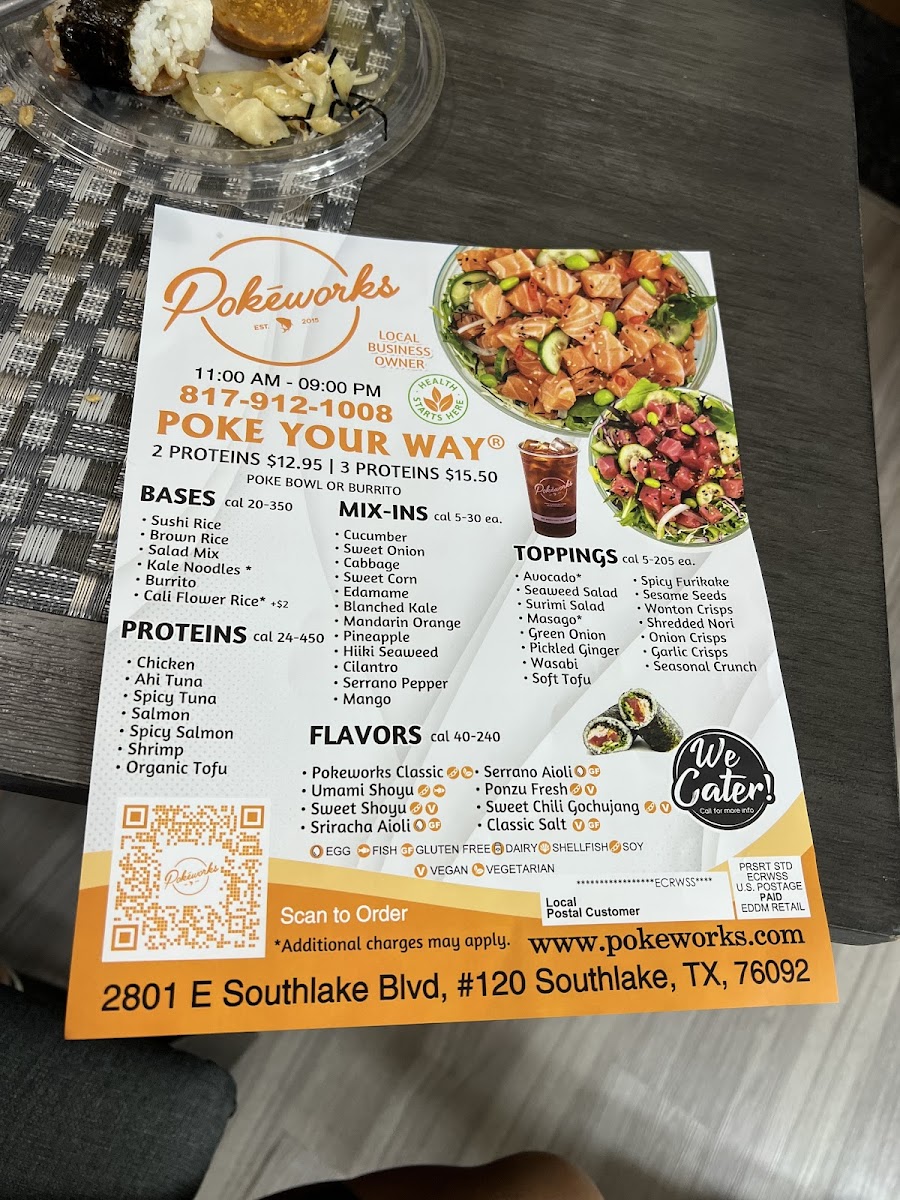 Pokéworks
EST. 2015
LOCAL
BUSINESS
OWNER
11:00 AM - 09:00 PM
817-912-1008
HEALTH
STARTS HERE
POKE YOUR WAY®
2 PROTEINS $12.95 | 3 PROTEINS $15.50
POKE BOWL OR BURRITO
Pokéworks
BASES cal 20-350
• Sushi Rice
• Brown Rice
• Salad Mix
• Kale Noodles *
• Burrito
• Cali Flower Rice* +$2
PROTEINS cal 24-450
• Chicken
• Ahi Tuna
• Spicy Tuna
• Salmon
• Spicy Salmon
• Shrimp
• Organic Tofu
MIX-INS cal 5-30 ea.
• Cucumber
• Sweet Onion
• Cabbage
• Sweet Corn
• Edamame
• Blanched Kale
• Mandarin Orange
• Pineapple
• Hiiki Seaweed
• Cilantro
• Serrano Pepper
• Mango
TOPPINGS cal 5-205 ea.
• Avocado*
• Seaweed Salad
• Surimi Salad
• Masago*
• Green Onion
• Pickled Ginger
• Wasabi
• Soft Tofu
• Spicy Furikake
• Sesame Seeds
• Wonton Crisps
• Shredded Nori
• Onion Crisps
• Garlic Crisps
• Seasonal Crunch
FLAVORS cal 40-240
• Pokeworks Classic
• Umami Shoyu
• Sweet Shoyu V
• Sriracha Aioli GF
• Serrano Aioli GF
• Ponzu Fresh V
• Sweet Chili Gochujang V
• Classic Salt V GF
EGG FISH GF GLUTEN FREE DAIRY SHELLFISH SOY
V VEGAN VEGETARIAN
We
Cater!
Call for more info
Pokéworks
Scan to Order
*Additional charges may apply.
*****************ECRWSS****
Local
Postal Customer
PRSRT STD
ECRWSS
U.S. POSTAGE
PAID
EDDM RETAIL
www.pokeworks.com
2801 E Southlake Blvd, #120 Southlake, TX, 76092